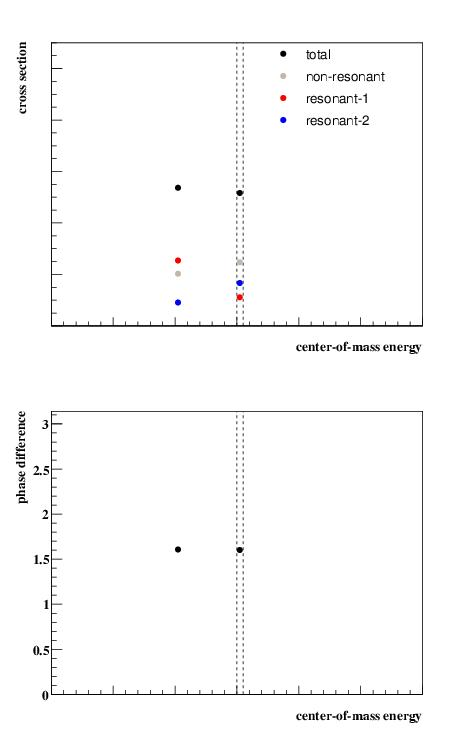 cross section
total
non-resonant
resonant-1
resonant-2
center-of-mass energy
phase difference
3
2.5
2
1.5
1
0.5
0
center-of-mass energy